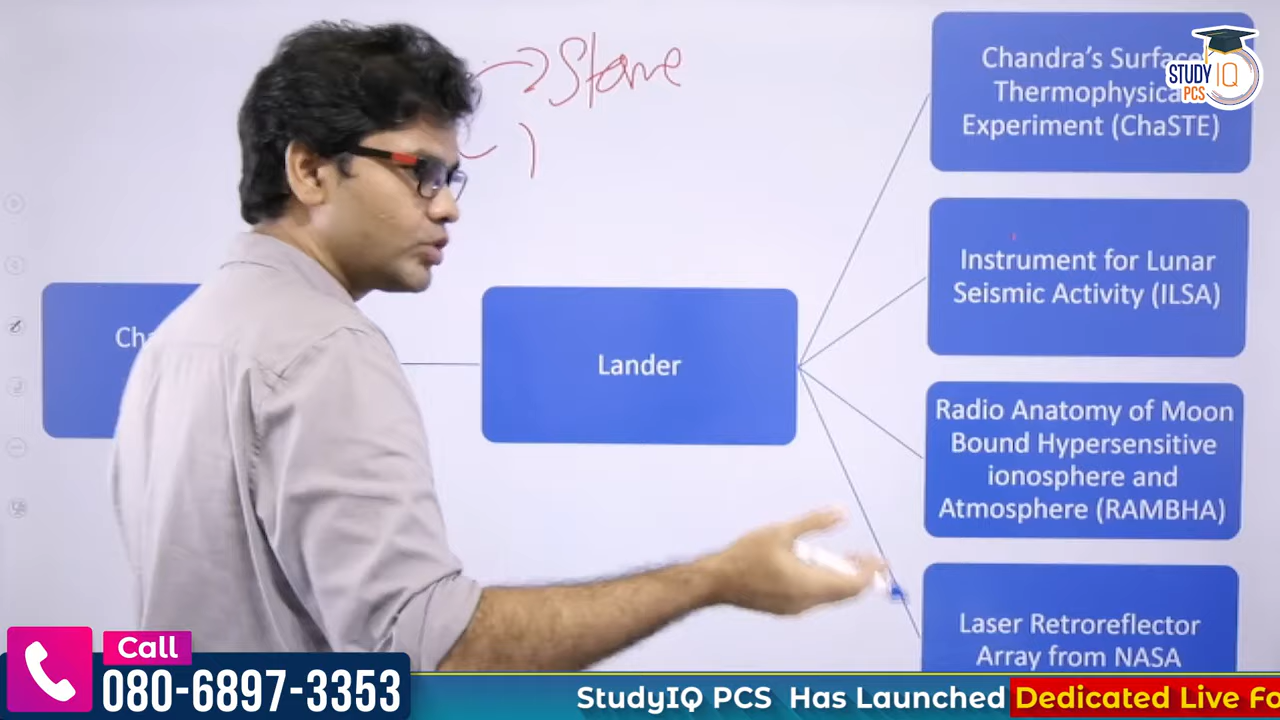 Stone
1
Chandra's Surface
Thermophysical
Experiment (ChaSTE)
STUDY IQ
PCS
Instrument for Lunar
Seismic Activity (ILSA)
Lander
Radio Anatomy of Moon
Bound Hypersensitive
ionosphere and
Atmosphere (RAMBHA)
Laser Retroreflector
Array from NASA
Call
080-6897-3353
StudyIQ PCS Has Launched Dedicated Live Fo